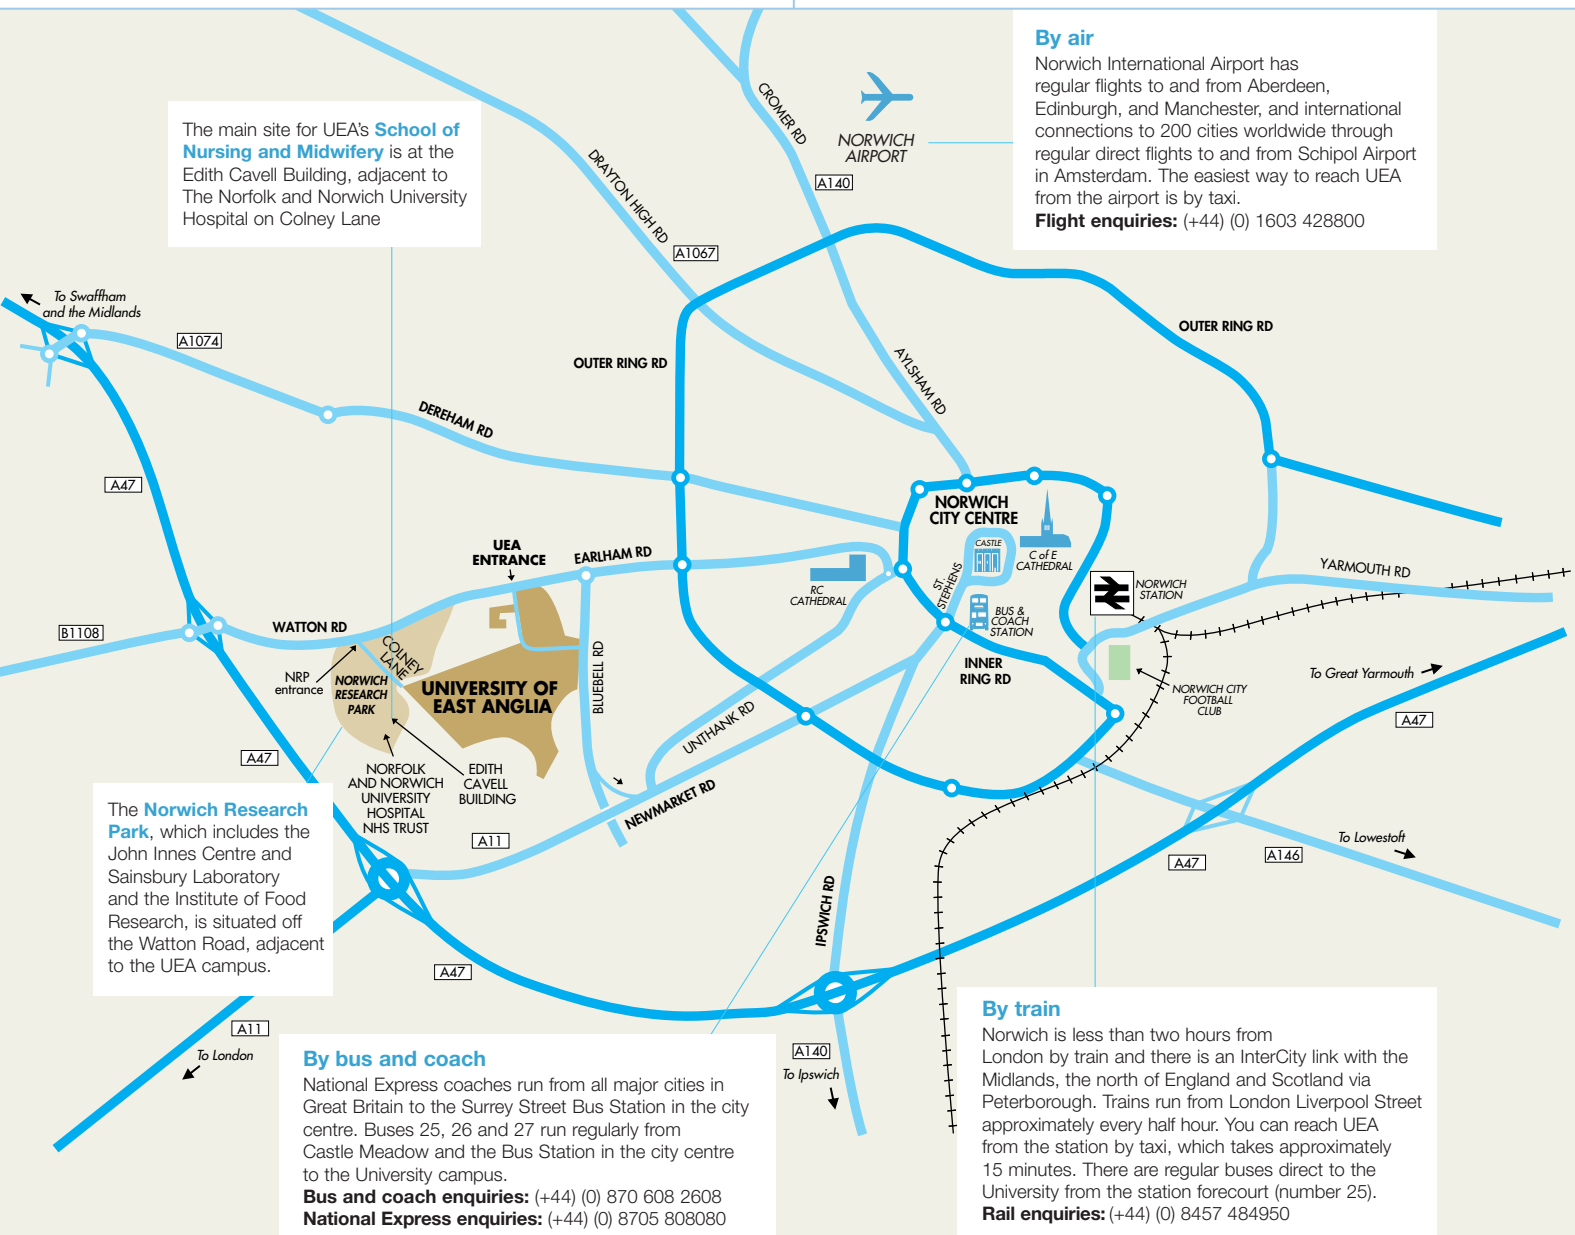 By air
Norwich International Airport has
regular flights to and from Aberdeen,
Edinburgh, and Manchester, and international
connections to 200 cities worldwide through
regular direct flights to and from Schipol Airport
in Amsterdam. The easiest way to reach UEA
from the airport is by taxi.
Flight enquiries: (+44) (0) 1603 428800
The main site for UEA's School of
Nursing and Midwifery is at the
Edith Cavell Building, adjacent to
The Norfolk and Norwich University
Hospital on Colney Lane
CROMER RD
NORWICH
AIRPORT
A140
DRAYTON HIGH RD
A1067
To Swaffham
and the Midlands
A1074
OUTER RING RD
OUTER RING RD
AYLSHAM RD
DEREHAM RD
A47
NORWICH
CITY CENTRE
CASTLE
C of E
CATHEDRAL
ST.
STEPHENS
RC
CATHEDRAL
BUS &
COACH
STATION
NORWICH
STATION
YARMOUTH RD
UEA
ENTRANCE
EARLHAM RD
B1108
WATTON RD
COLNEY
LANE
NRP
entrance
NORWICH
RESEARCH
PARK
UNIVERSITY OF
EAST ANGLIA
BLUEBELL RD
INNER
RING RD
To Great Yarmouth
NORWICH CITY
FOOTBALL
CLUB
A47
UNTHANK RD
A47
NORFOLK
AND NORWICH
UNIVERSITY
HOSPITAL
NHS TRUST
EDITH
CAVELL
BUILDING
NEWMARKET RD
A11
To Lowestoft
A146
A47
The Norwich Research
Park, which includes the
John Innes Centre and
Sainsbury Laboratory
and the Institute of Food
Research, is situated off
the Watton Road, adjacent
to the UEA campus.
IPSWICH RD
A47
A11
To London
A140
To Ipswich
By bus and coach
National Express coaches run from all major cities in
Great Britain to the Surrey Street Bus Station in the city
centre. Buses 25, 26 and 27 run regularly from
Castle Meadow and the Bus Station in the city centre
to the University campus.
Bus and coach enquiries: (+44) (0) 870 608 2608
National Express enquiries: (+44) (0) 8705 808080
By train
Norwich is less than two hours from
London by train and there is an InterCity link with the
Midlands, the north of England and Scotland via
Peterborough. Trains run from London Liverpool Street
approximately every half hour. You can reach UEA
from the station by taxi, which takes approximately
15 minutes. There are regular buses direct to the
University from the station forecourt (number 25).
Rail enquiries: (+44) (0) 8457 484950